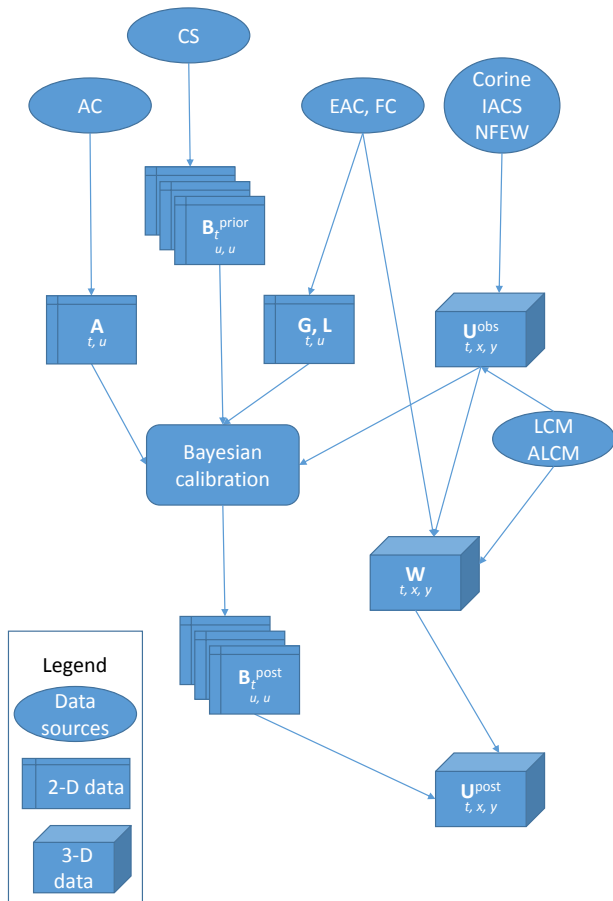 CS
AC
EAC, FC
Corine
IACS
NFEW
B_t^prior
u, u
A
t, u
G, L
t, u
U^obs
t, x, y
Bayesian
calibration
LCM
ALCM
W
t, x, y
B_t^post
u, u
U^post
t, x, y
Legend
Data
sources
2-D data
3-D
data